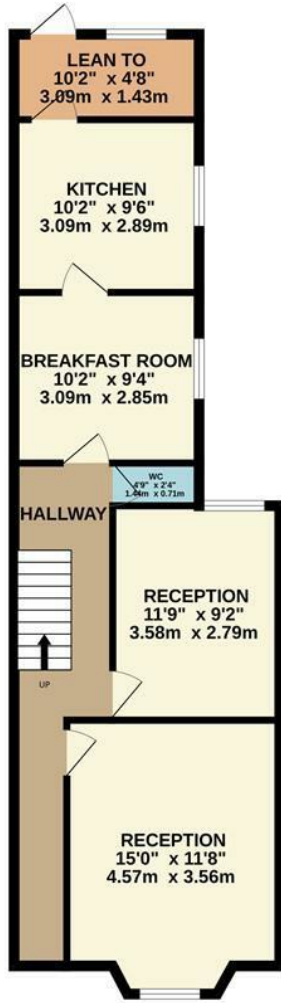 LEAN TO
10'2" x 4'8"
3.09m x 1.43m
KITCHEN
10'2" x 9'6"
3.09m x 2.89m
BREAKFAST ROOM
10'2" x 9'4"
3.09m x 2.85m
WC
4'9" x 2'4"
1.44m x 0.71m
HALLWAY
RECEPTION
11'9" x 9'2"
3.58m x 2.79m
UP
RECEPTION
15'0" x 11'8"
4.57m x 3.56m